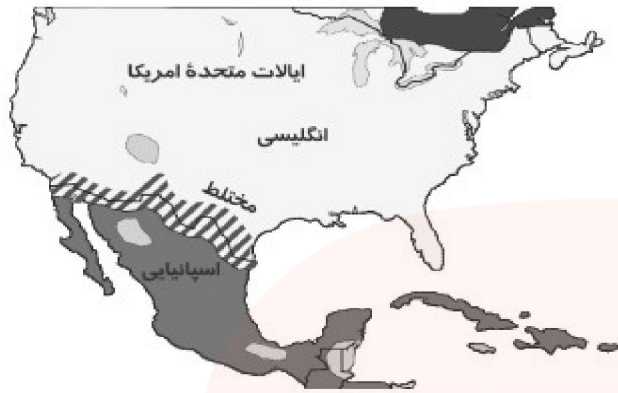 ایالات متحدهٔ امریکا
انگلیسی
مختلط
اسپانیایی